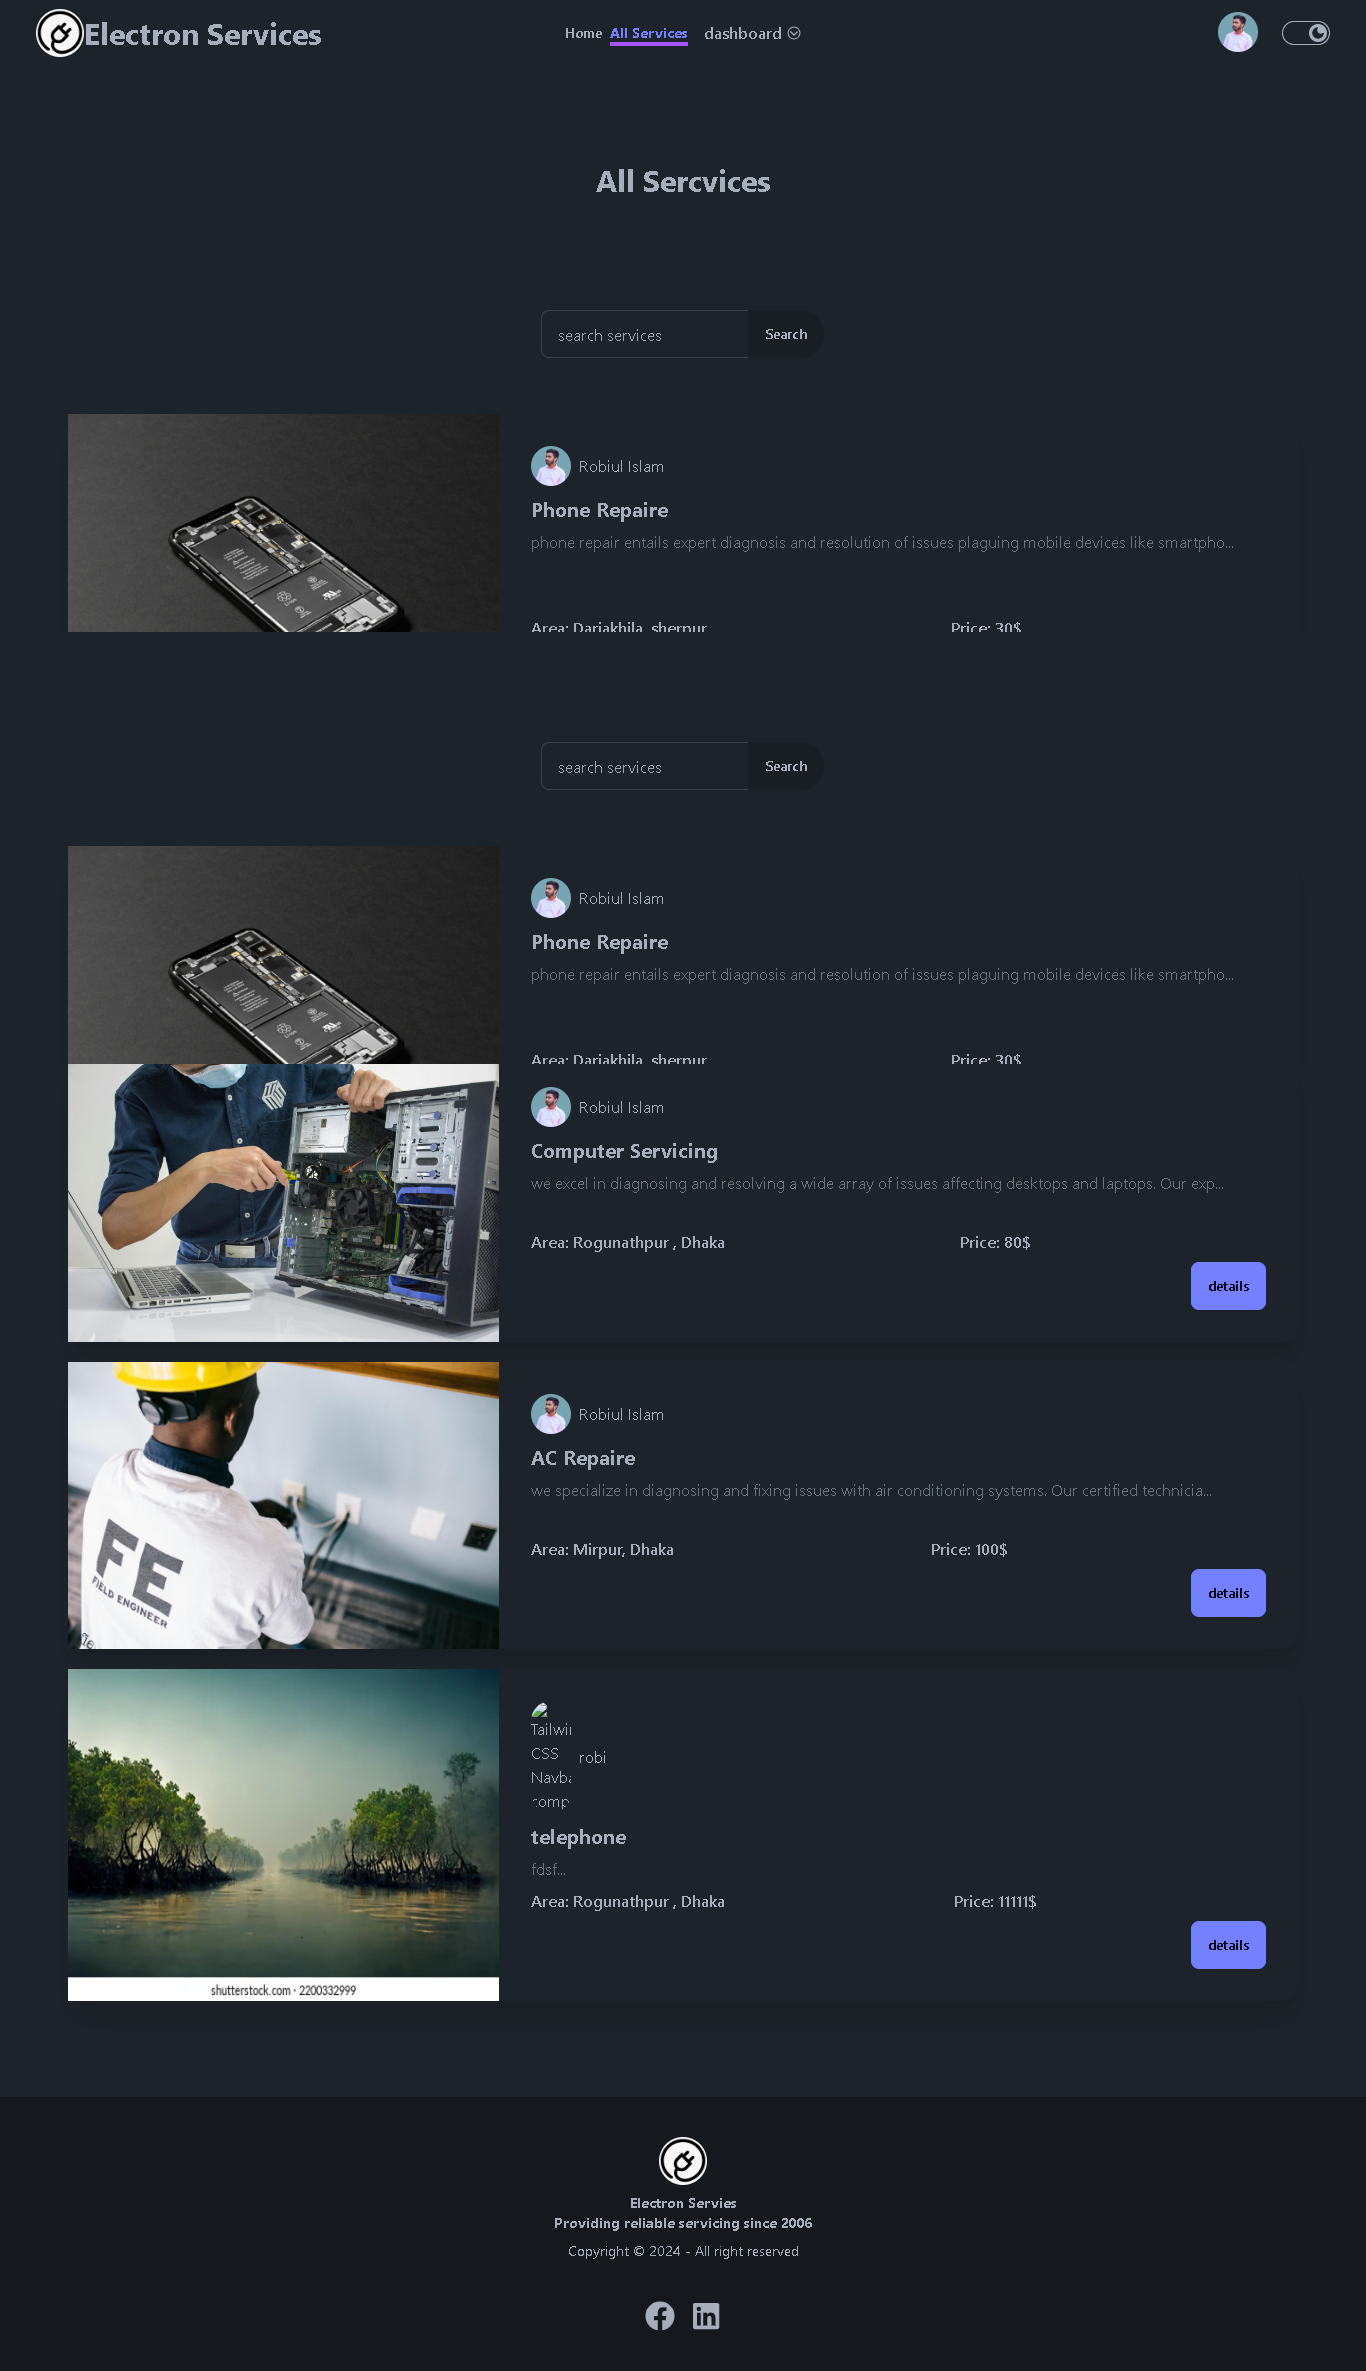 Electron Services
Home All Services dashboard
All Sercvices
search services Search
Robiul Islam
Phone Repaire
phone repair entails expert diagnosis and resolution of issues plaguing mobile devices like smartpho...
Area: Dariakhila, sherpur Price: 30$
search services Search
Robiul Islam
Phone Repaire
phone repair entails expert diagnosis and resolution of issues plaguing mobile devices like smartpho...
Area: Dariakhila, sherpur Price: 30$
Robiul Islam
Computer Servicing
we excel in diagnosing and resolving a wide array of issues affecting desktops and laptops. Our exp...
Area: Rogunathpur , Dhaka Price: 80$
details
Robiul Islam
AC Repaire
we specialize in diagnosing and fixing issues with air conditioning systems. Our certified technicia...
Area: Mirpur, Dhaka Price: 100$
details
FE
FIELD ENGINEER
Tailwin
CSS
Navba
comp
robi
telephone
fdsf...
Area: Rogunathpur , Dhaka Price: 11111$
details
shutterstock.com · 2200332999
Electron Servies
Providing reliable servicing since 2006
Copyright © 2024 - All right reserved